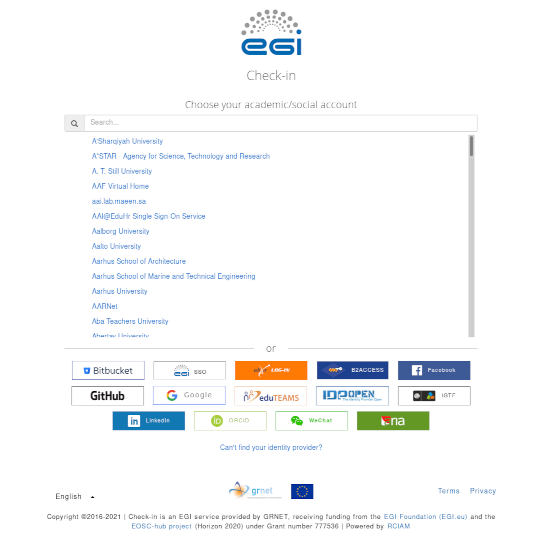 egi
Check-in
Choose your academic/social account
Search...
A'Sharqiyah University
A*STAR - Agency for Science, Technology and Research
A. T. Still University
AAF Virtual Home
aai.lab.maeen.sa
AAI@EduHr Single Sign On Service
Aalborg University
Aalto University
Aarhus School of Architecture
Aarhus School of Marine and Technical Engineering
Aarhus University
AARNet
Aba Teachers University
Abertay University
or
Bitbucket
SSO
LOG-IN
B2ACCESS
Facebook
GitHub
Google
eduTEAMS
IDPOPEN
IGTF
LinkedIn
ORCID
WeChat
Can't find your identity provider?
English
grnet
Terms Privacy
Copyright ©2016-2021 | Check-in is an EGI service provided by GRNET, receiving funding from the EGI Foundation (EGI.eu) and the
EOSC-hub project (Horizon 2020) under Grant number 777536 | Powered by RCIAM